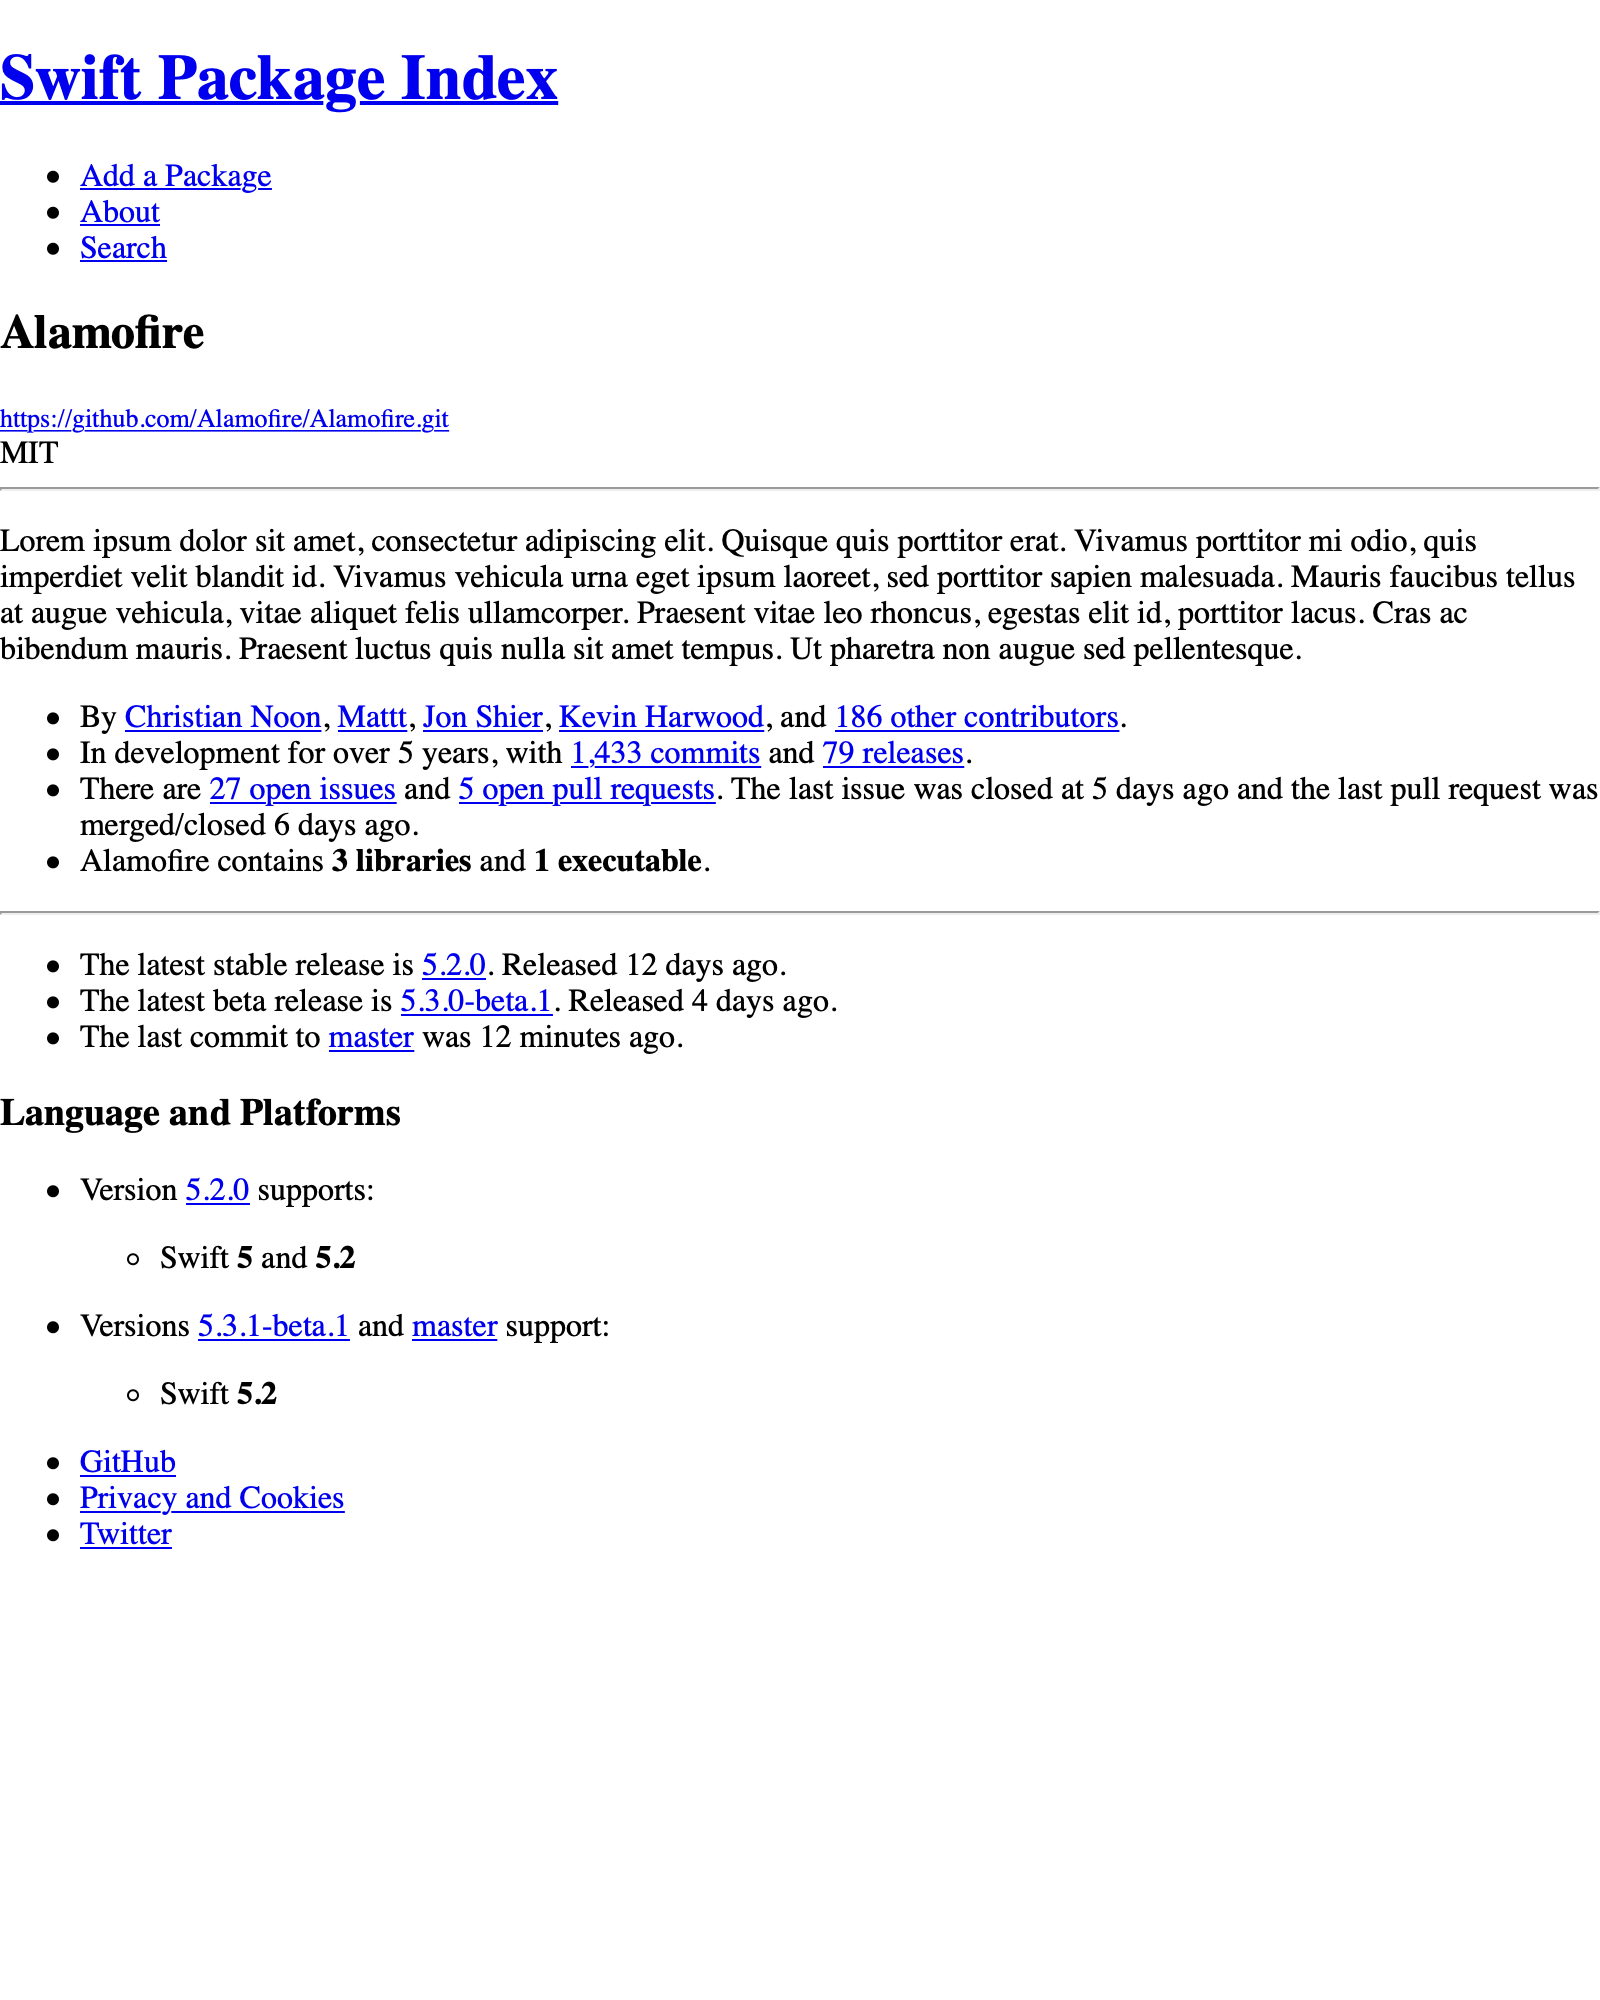 Swift Package Index
Add a Package
About
Search
Alamofire
https://github.com/Alamofire/Alamofire.git
MIT
Lorem ipsum dolor sit amet, consectetur adipiscing elit. Quisque quis porttitor erat. Vivamus porttitor mi odio, quis
imperdiet velit blandit id. Vivamus vehicula urna eget ipsum laoreet, sed porttitor sapien malesuada. Mauris faucibus tellus
at augue vehicula, vitae aliquet felis ullamcorper. Praesent vitae leo rhoncus, egestas elit id, porttitor lacus. Cras ac
bibendum mauris. Praesent luctus quis nulla sit amet tempus. Ut pharetra non augue sed pellentesque.
By Christian Noon, Mattt, Jon Shier, Kevin Harwood, and 186 other contributors.
In development for over 5 years, with 1,433 commits and 79 releases.
There are 27 open issues and 5 open pull requests. The last issue was closed at 5 days ago and the last pull request was
merged/closed 6 days ago.
Alamofire contains 3 libraries and 1 executable.
The latest stable release is 5.2.0. Released 12 days ago.
The latest beta release is 5.3.0-beta.1. Released 4 days ago.
The last commit to master was 12 minutes ago.
Language and Platforms
Version 5.2.0 supports:
Swift 5 and 5.2
Versions 5.3.1-beta.1 and master support:
Swift 5.2
GitHub
Privacy and Cookies
Twitter